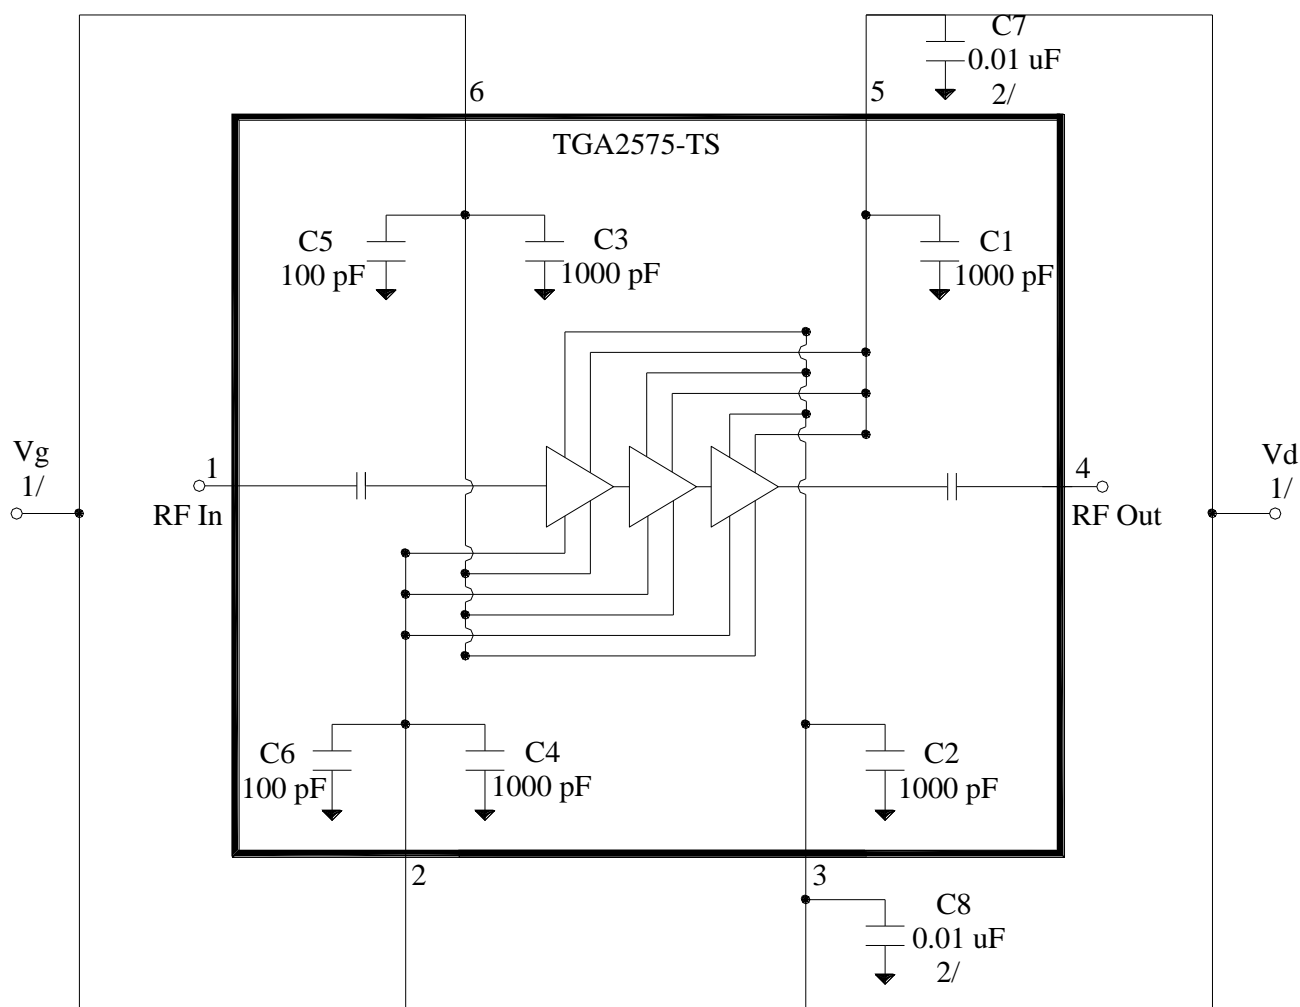 C7
0.01 uF
2/
6
5
TGA2575-TS
C5
100 pF
C3
1000 pF
C1
1000 pF
Vg
1/
1
RF In
4
RF Out
Vd
1/
C6
100 pF
C4
1000 pF
C2
1000 pF
2
3
C8
0.01 uF
2/